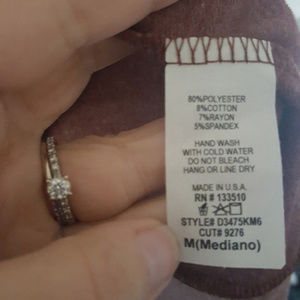 80%POLYESTER
8%COTTON
7%RAYON
5%SPANDEX
HAND WASH
WITH COLD WATER
DO NOT BLEACH
HANG OR LINE DRY
MADE IN U.S.A.
RN # 133510
STYLE# D3475KM6
CUT# 9276
M(Mediano)